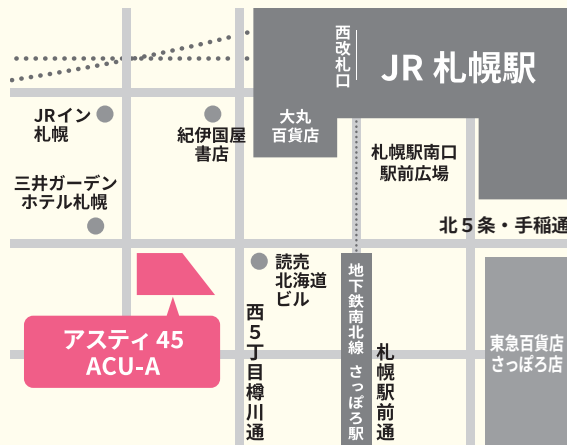 西改札口
JR 札幌駅
JRイン
札幌
紀伊国屋
書店
大丸
百貨店
札幌駅南口
駅前広場
三井ガーデン
ホテル札幌
北5条・手稲通
読売
北海道
ビル
地下鉄南北線 さっぽろ駅
アスティ 45
ACU-A
西5丁目樽川通
札幌駅前通
東急百貨店
さっぽろ店